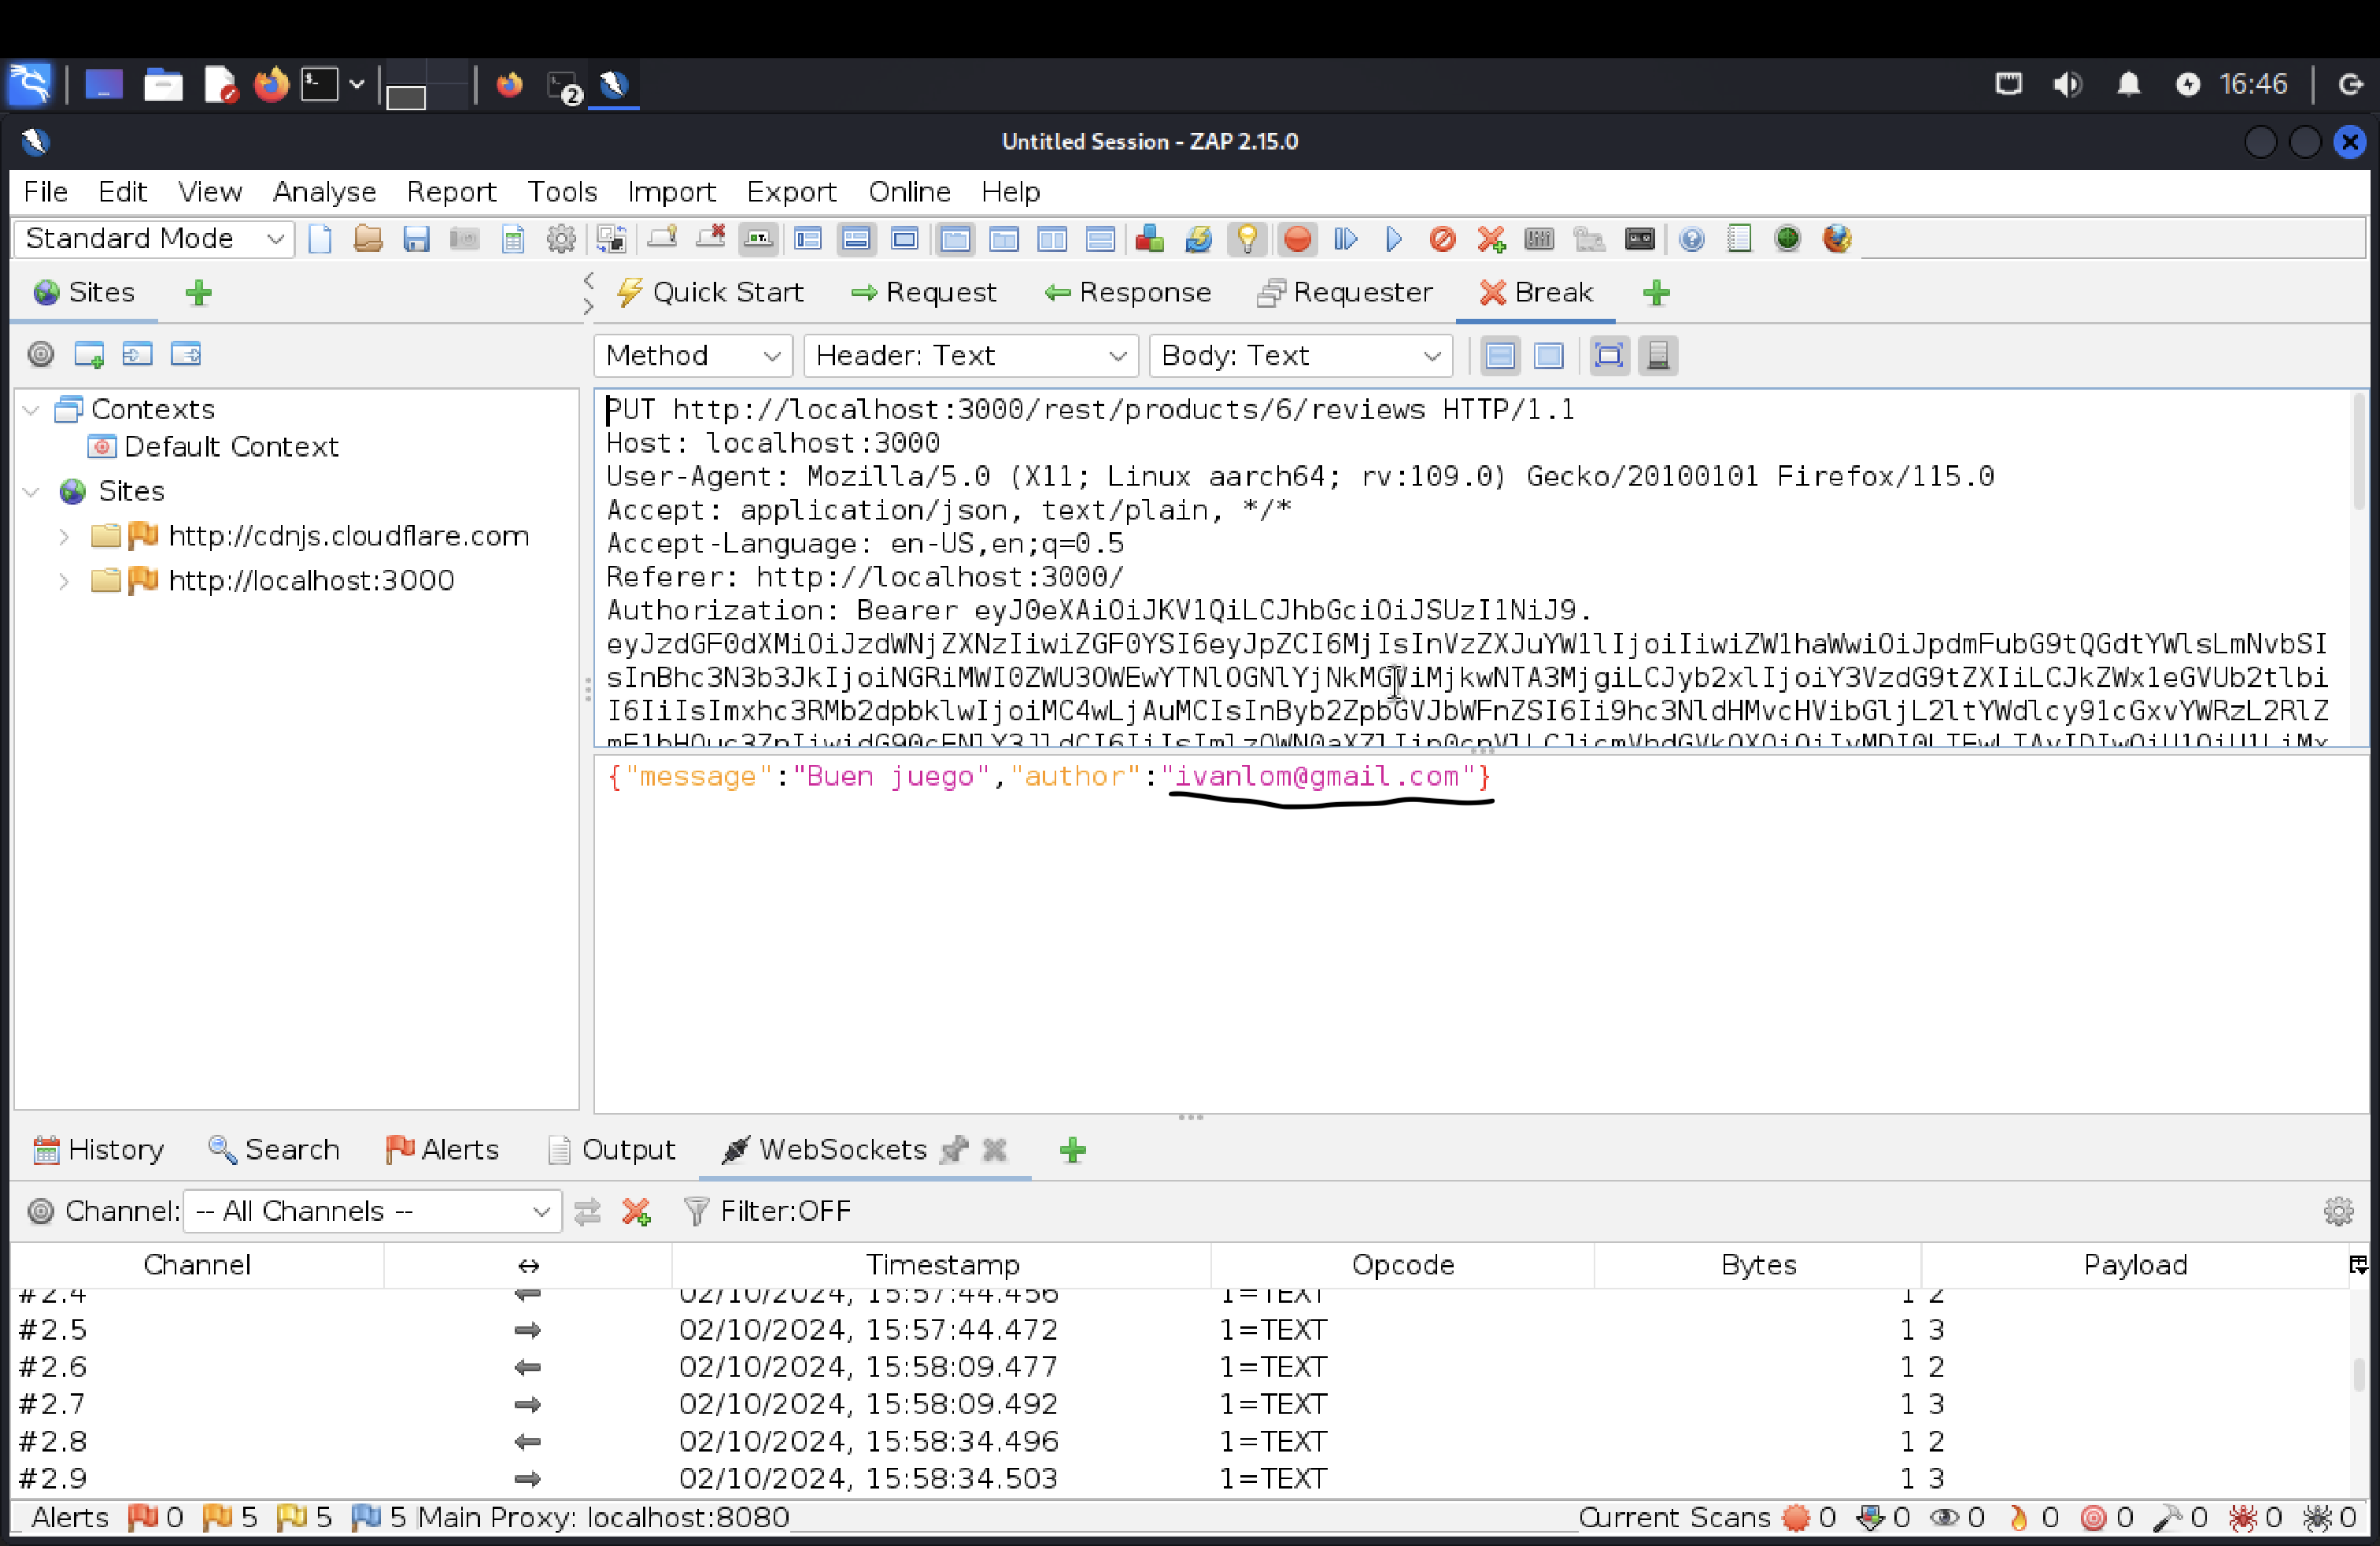 16:46
Untitled Session - ZAP 2.15.0
File Edit View Analyse Report Tools Import Export Online Help
Standard Mode
Sites
Quick Start Request Response Requester Break
Method Header: Text Body: Text
Contexts
Default Context
Sites
http://cdnjs.cloudflare.com
http://localhost:3000
PUT http://localhost:3000/rest/products/6/reviews HTTP/1.1
Host: localhost:3000
User-Agent: Mozilla/5.0 (X11; Linux aarch64; rv:109.0) Gecko/20100101 Firefox/115.0
Accept: application/json, text/plain, */*
Accept-Language: en-US,en;q=0.5
Referer: http://localhost:3000/
Authorization: Bearer eyJ0eXAiOiJKV1QiLCJhbGciOiJSUzI1NiJ9.
eyJzdGF0dXMiOiJzdWNjZXNzIiwiZGF0YSI6eyJpZCI6MjIsInVzZXJuYW1lIjoiIiwiZW1haWwiOiJpdmFubG9tQGdtYWlsLmNvbSI
{"message":"Buen juego","author":"ivanlom@gmail.com"}
History Search Alerts Output WebSockets
Channel: -- All Channels -- Filter:OFF
Channel ↔ Timestamp Opcode Bytes Payload
#2.4 02/10/2024, 15:57:44.456 1=TEXT 1 2
#2.5 02/10/2024, 15:57:44.472 1=TEXT 1 3
#2.6 02/10/2024, 15:58:09.477 1=TEXT 1 2
#2.7 02/10/2024, 15:58:09.492 1=TEXT 1 3
#2.8 02/10/2024, 15:58:34.496 1=TEXT 1 2
#2.9 02/10/2024, 15:58:34.503 1=TEXT 1 3
Alerts 0 5 5 5 Main Proxy: localhost:8080 Current Scans 0 0 0 0 0 0 0 0